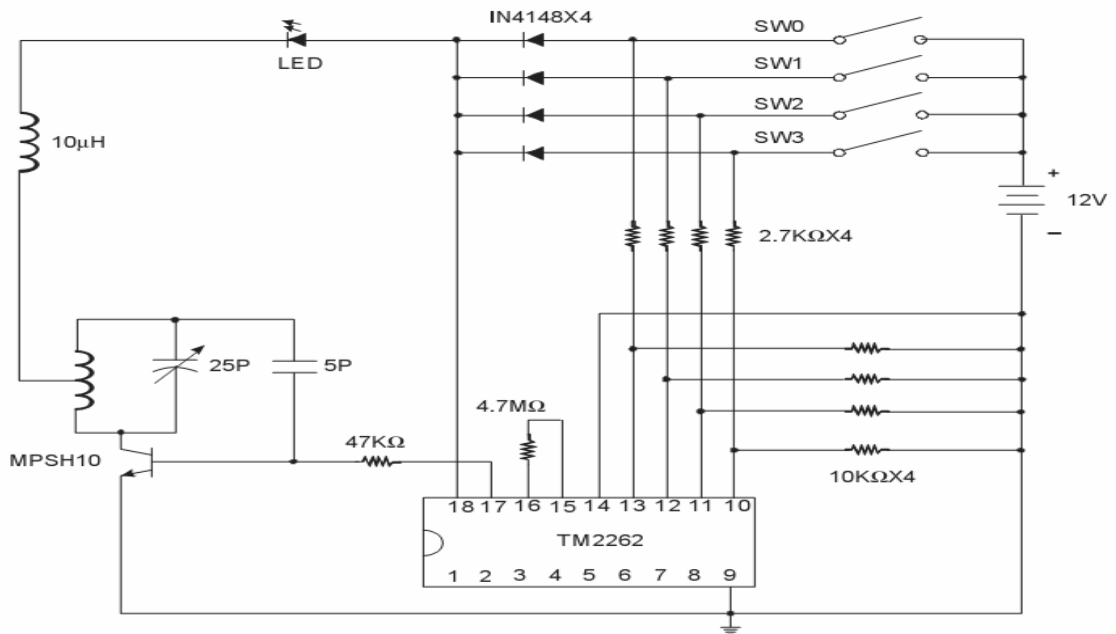 IN4148X4
SW0
LED
SW1
SW2
10μH
SW3
+
12V
2.7KΩX4
−
25P
5P
4.7MΩ
47KΩ
MPSH10
10KΩX4
18 17 16 15 14 13 12 11 10
TM2262
1 2 3 4 5 6 7 8 9